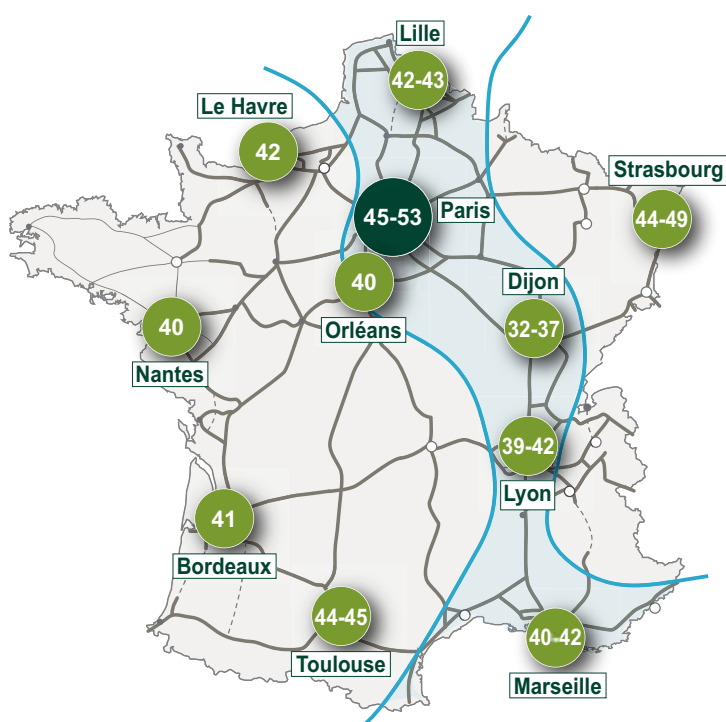 Lille
42-43
Le Havre
42
Strasbourg
44-49
45-53
Paris
40
Orléans
Dijon
32-37
40
Nantes
39-42
Lyon
41
Bordeaux
44-45
Toulouse
40-42
Marseille